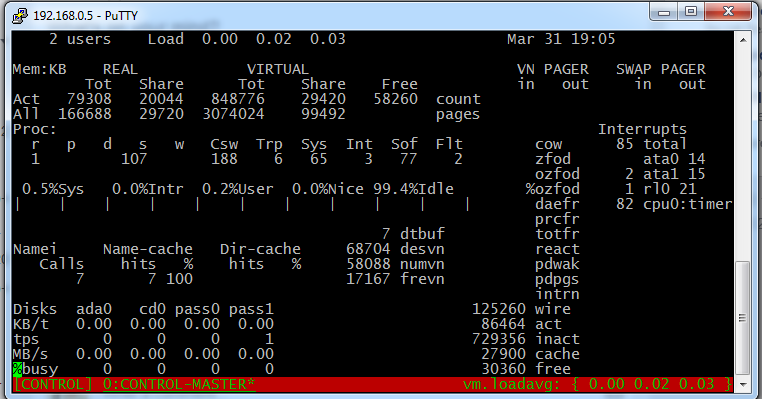 192.168.0.5 - PuTTY
2 users    Load  0.00  0.02  0.03                  Mar 31 19:05
Mem:KB    REAL            VIRTUAL                      VN PAGER   SWAP PAGER
Tot   Share      Tot    Share    Free           in   out     in   out
Act   79308   20044   848776    29420   58260  count
All  166688   29720  3074024    99492          pages
Proc:                                                            Interrupts
r   p   d   s   w   Csw  Trp  Sys  Int  Sof  Flt        cow      85 total
1         107       188    6   65    3   77    2        zfod        ata0 14
ozfod     2 ata1 15
0.5%Sys   0.0%Intr  0.2%User  0.0%Nice 99.4%Idle        %ozfod     1 rl0 21
|    |    |    |    |    |    |    |    |    |    |       daefr    82 cpu0:timer
prcfr
7 dtbuf          totfr
Namei     Name-cache   Dir-cache     68704 desvn          react
Calls    hits   %    hits   %     58088 numvn          pdwak
7       7 100                  17167 frevn          pdpgs
intrn
Disks  ada0   cd0 pass0 pass1                      125260 wire
KB/t   0.00  0.00  0.00  0.00                       86464 act
tps       0     0     0     1                      729356 inact
MB/s   0.00  0.00  0.00  0.00                       27900 cache
%busy     0     0     0     0                       30360 free
[CONTROL] 0:CONTROL-MASTER*                      vm.loadavg: { 0.00 0.02 0.03 }